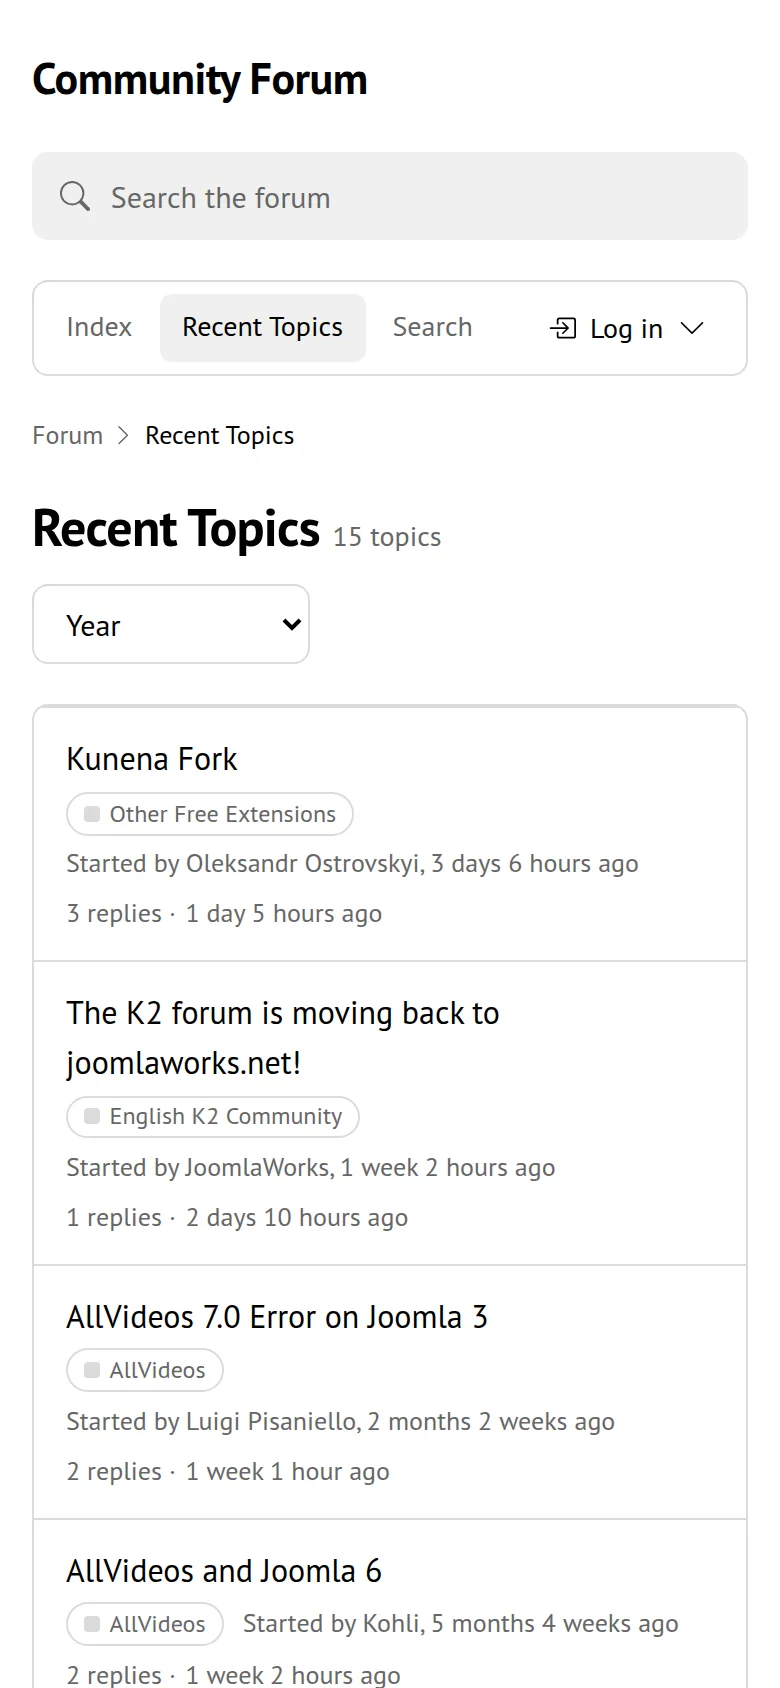 Community Forum
Search the forum
Index Recent Topics Search Log in
Forum Recent Topics
Recent Topics 15 topics
Year
Kunena Fork
Other Free Extensions
Started by Oleksandr Ostrovskyi, 3 days 6 hours ago
3 replies · 1 day 5 hours ago
The K2 forum is moving back to
joomlaworks.net!
English K2 Community
Started by JoomlaWorks, 1 week 2 hours ago
1 replies · 2 days 10 hours ago
AllVideos 7.0 Error on Joomla 3
AllVideos
Started by Luigi Pisaniello, 2 months 2 weeks ago
2 replies · 1 week 1 hour ago
AllVideos and Joomla 6
AllVideos Started by Kohli, 5 months 4 weeks ago
2 replies · 1 week 2 hours ago